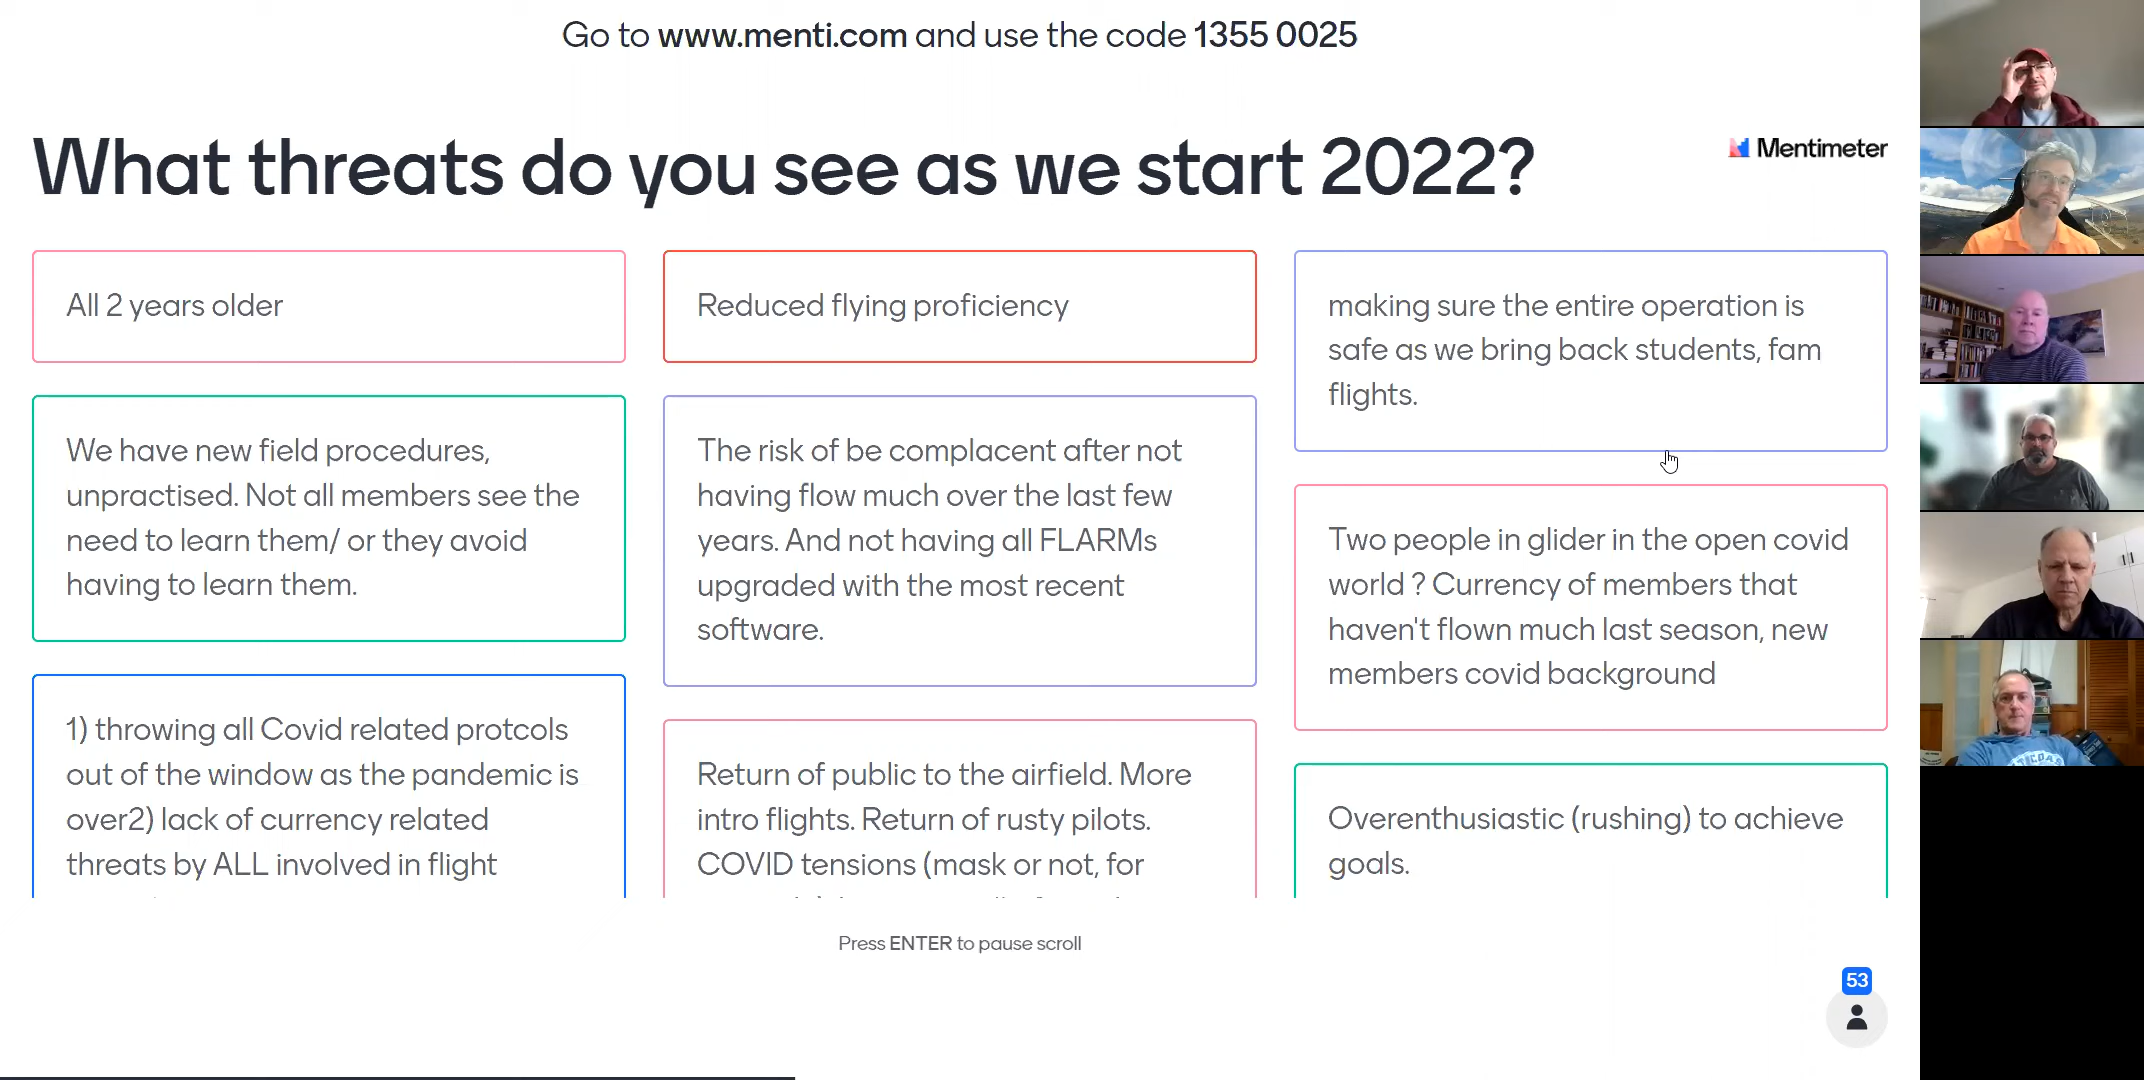 Go to www.menti.com and use the code 1355 0025
What threats do you see as we start 2022?
Mentimeter
All 2 years older
We have new field procedures,
unpractised. Not all members see the
need to learn them/ or they avoid
having to learn them.
1) throwing all Covid related protcols
out of the window as the pandemic is
over2) lack of currency related
threats by ALL involved in flight
Reduced flying proficiency
The risk of be complacent after not
having flow much over the last few
years. And not having all FLARMs
upgraded with the most recent
software.
Return of public to the airfield. More
intro flights. Return of rusty pilots.
COVID tensions (mask or not, for
making sure the entire operation is
safe as we bring back students, fam
flights.
Two people in glider in the open covid
world ? Currency of members that
haven't flown much last season, new
members covid background
Overenthusiastic (rushing) to achieve
goals.
Press ENTER to pause scroll
53